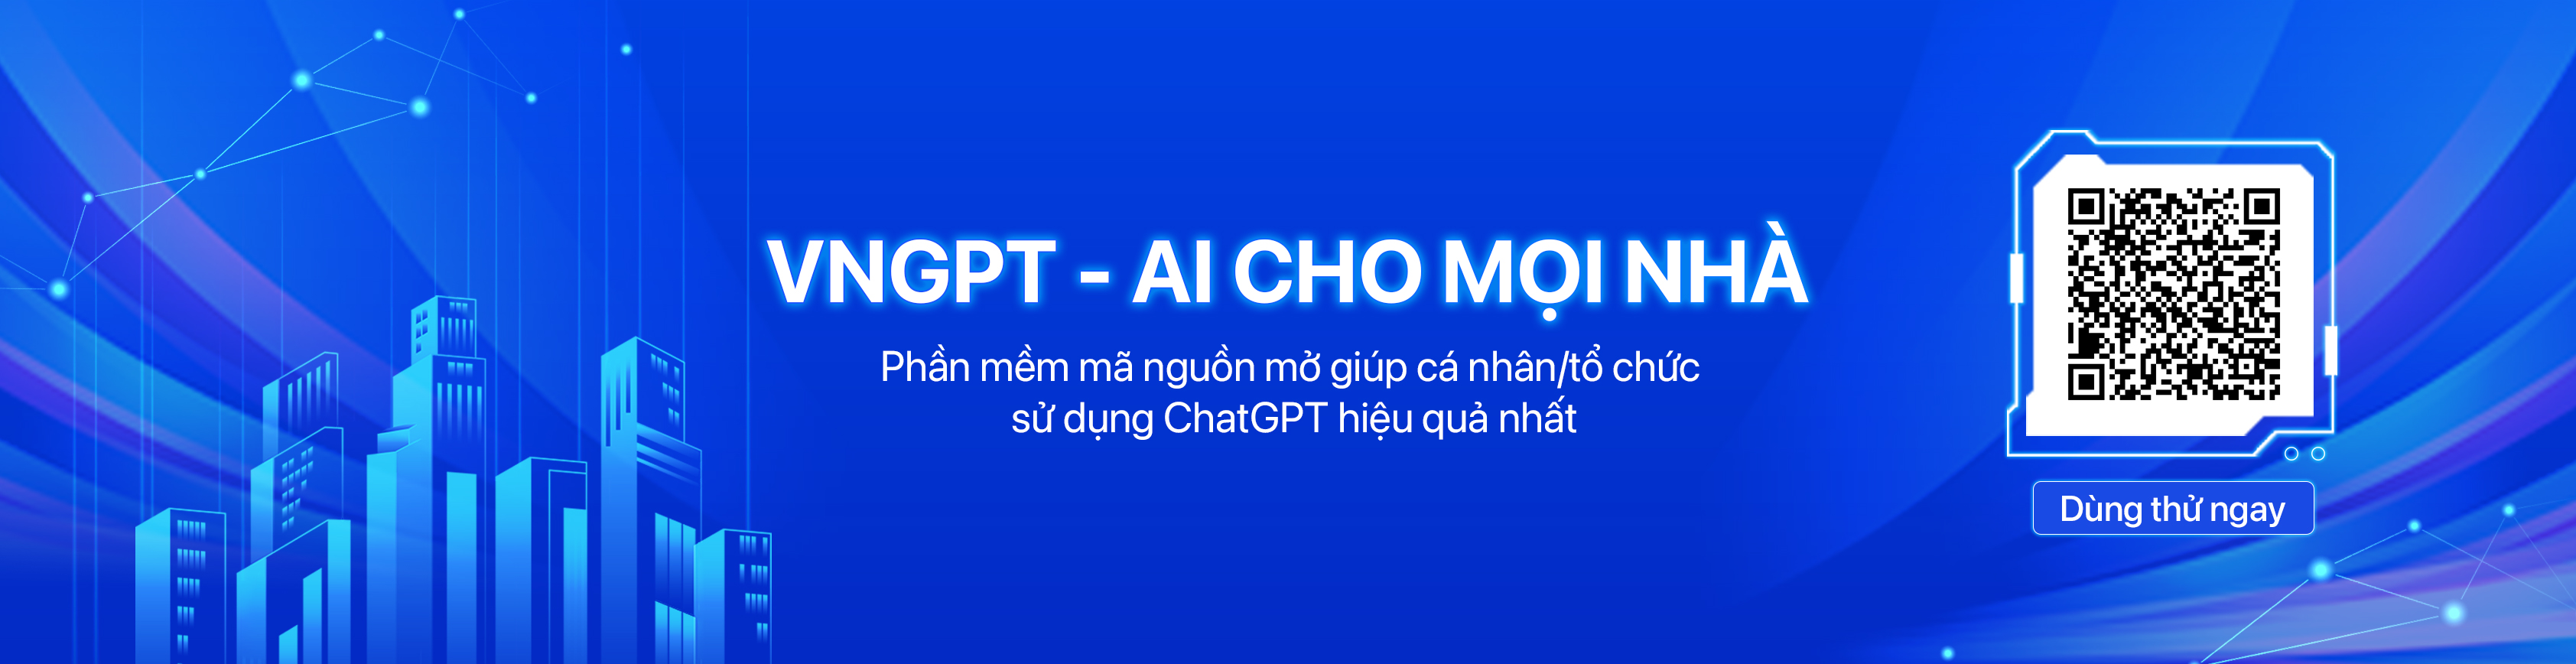 VNGPT - AI CHO MỌI NHÀ
Phần mềm mã nguồn mở giúp cá nhân/tổ chức
sử dụng ChatGPT hiệu quả nhất
Dùng thử ngay